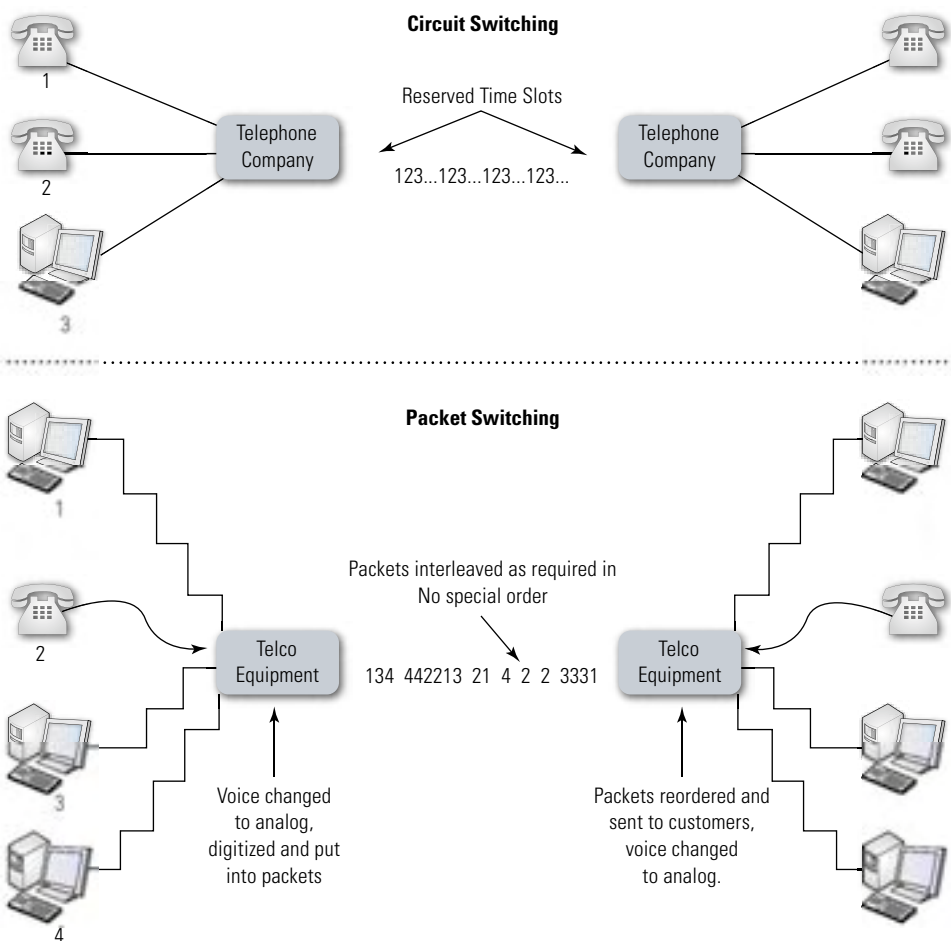 Circuit Switching
1
Reserved Time Slots
Telephone
Company
Telephone
Company
2
123...123...123...123...
3
Packet Switching
1
Packets interleaved as required in
No special order
2
Telco
Equipment
134 442213 21 4 2 2 3331
Telco
Equipment
3
Voice changed
to analog,
digitized and put
into packets
Packets reordered and
sent to customers,
voice changed
to analog.
4